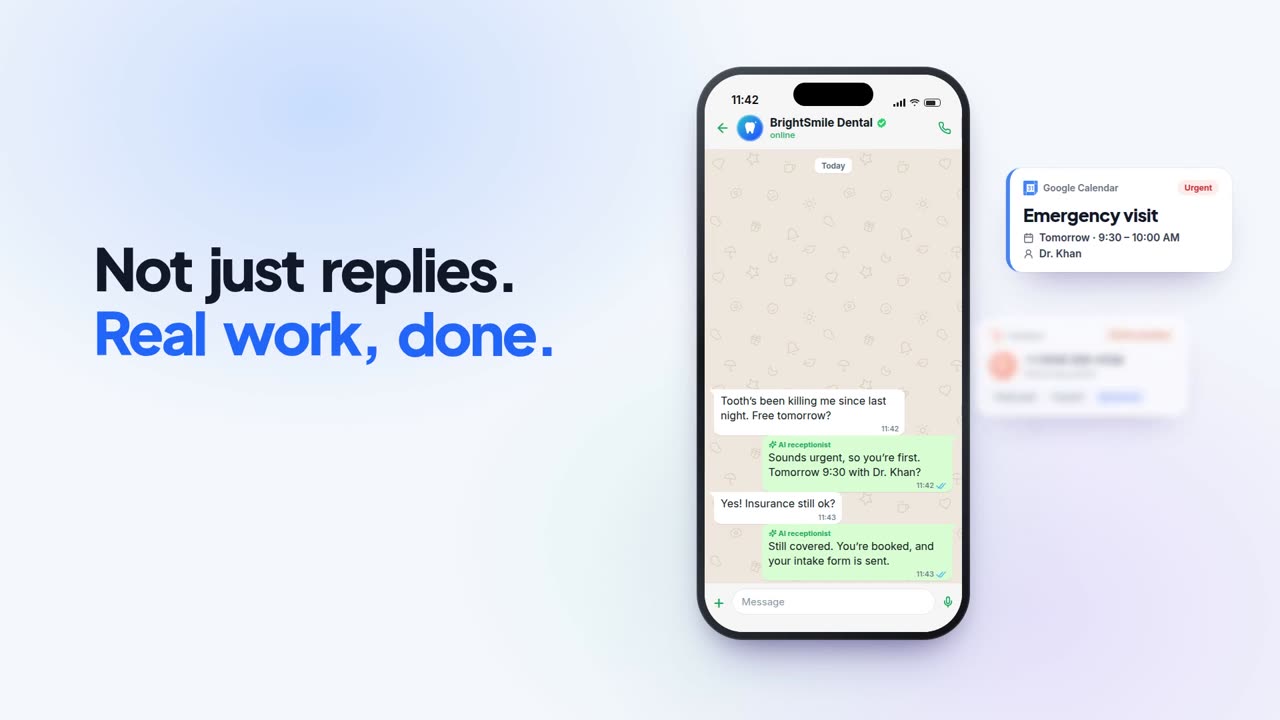 Not just replies.
Real work, done.
11:42
BrightSmile Dental
online
Today
Tooth's been killing me since last
night. Free tomorrow?
11:42
AI receptionist
Sounds urgent, so you're first.
Tomorrow 9:30 with Dr. Khan?
11:42
Yes! Insurance still ok?
11:43
AI receptionist
Still covered. You're booked, and
your intake form is sent.
11:43
Message
Google Calendar
Urgent
Emergency visit
Tomorrow · 9:30 – 10:00 AM
Dr. Khan